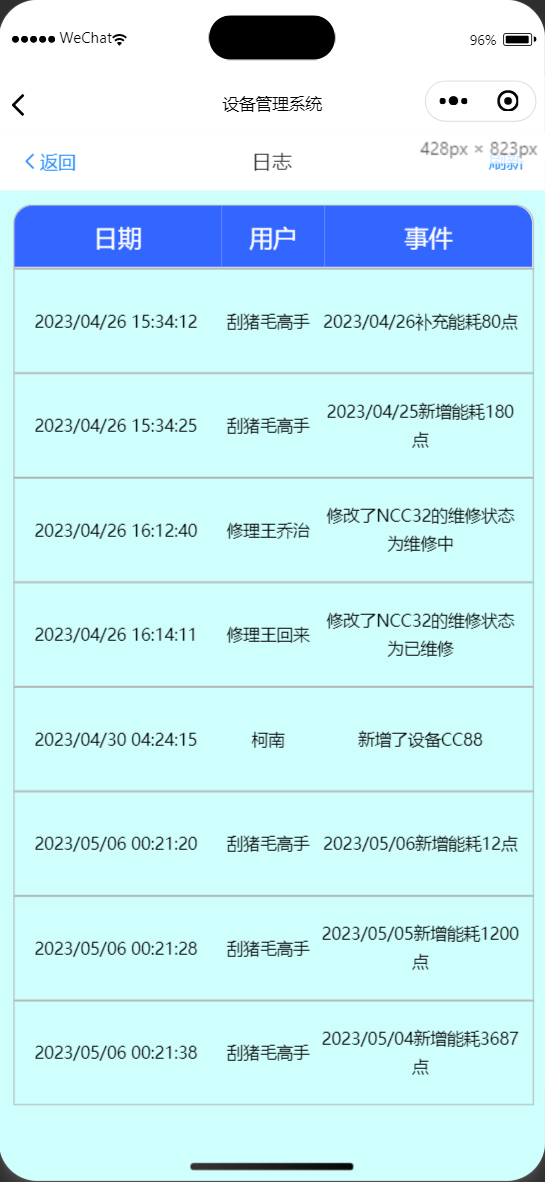 WeChat
96%
设备管理系统
428px × 823px
返回
日志
刷新
日期 用户 事件
2023/04/26 15:34:12 刮猪毛高手 2023/04/26补充能耗80点
2023/04/26 15:34:25 刮猪毛高手 2023/04/25新增能耗180
点
2023/04/26 16:12:40 修理王乔治 修改了NCC32的维修状态
为维修中
2023/04/26 16:14:11 修理王回来 修改了NCC32的维修状态
为已维修
2023/04/30 04:24:15 柯南 新增了设备CC88
2023/05/06 00:21:20 刮猪毛高手 2023/05/06新增能耗12点
2023/05/06 00:21:28 刮猪毛高手 2023/05/05新增能耗1200
点
2023/05/06 00:21:38 刮猪毛高手 2023/05/04新增能耗3687
点